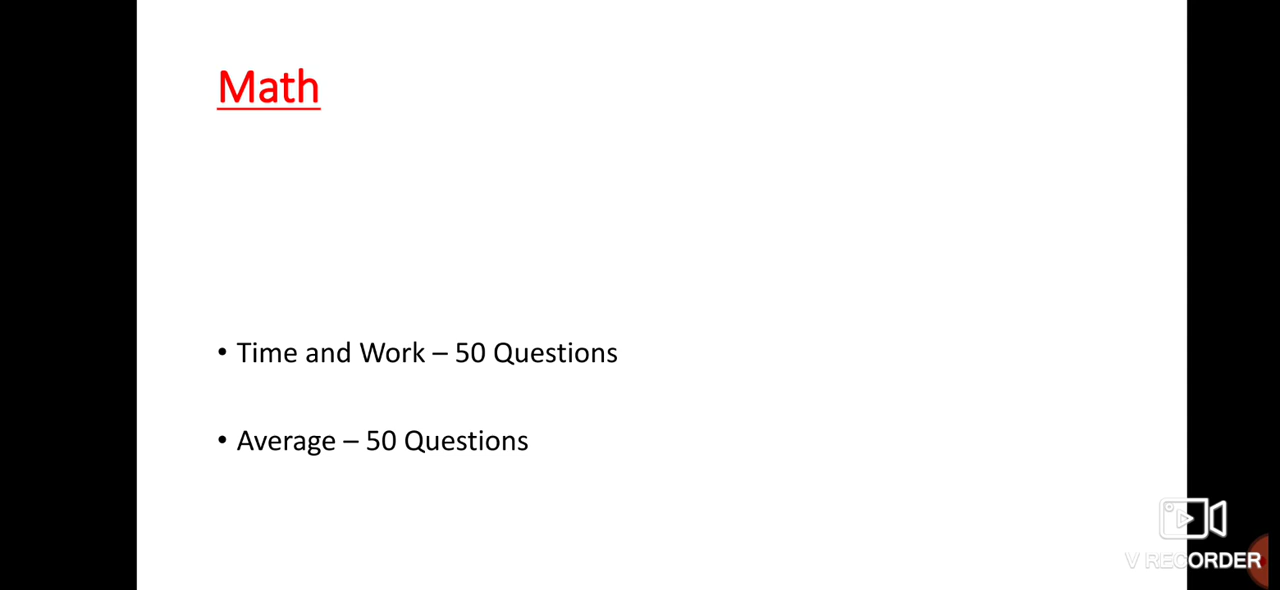 Math
• Time and Work – 50 Questions
• Average – 50 Questions
V RECORDER